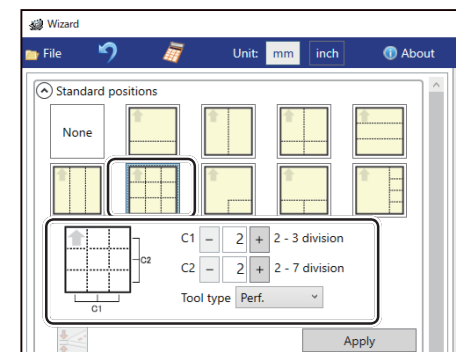 Wizard
File Unit: mm inch About
Standard positions
None
C1 – 2 + 2 - 3 division
C2
C2 – 2 + 2 - 7 division
Tool type Perf.
C1
Apply